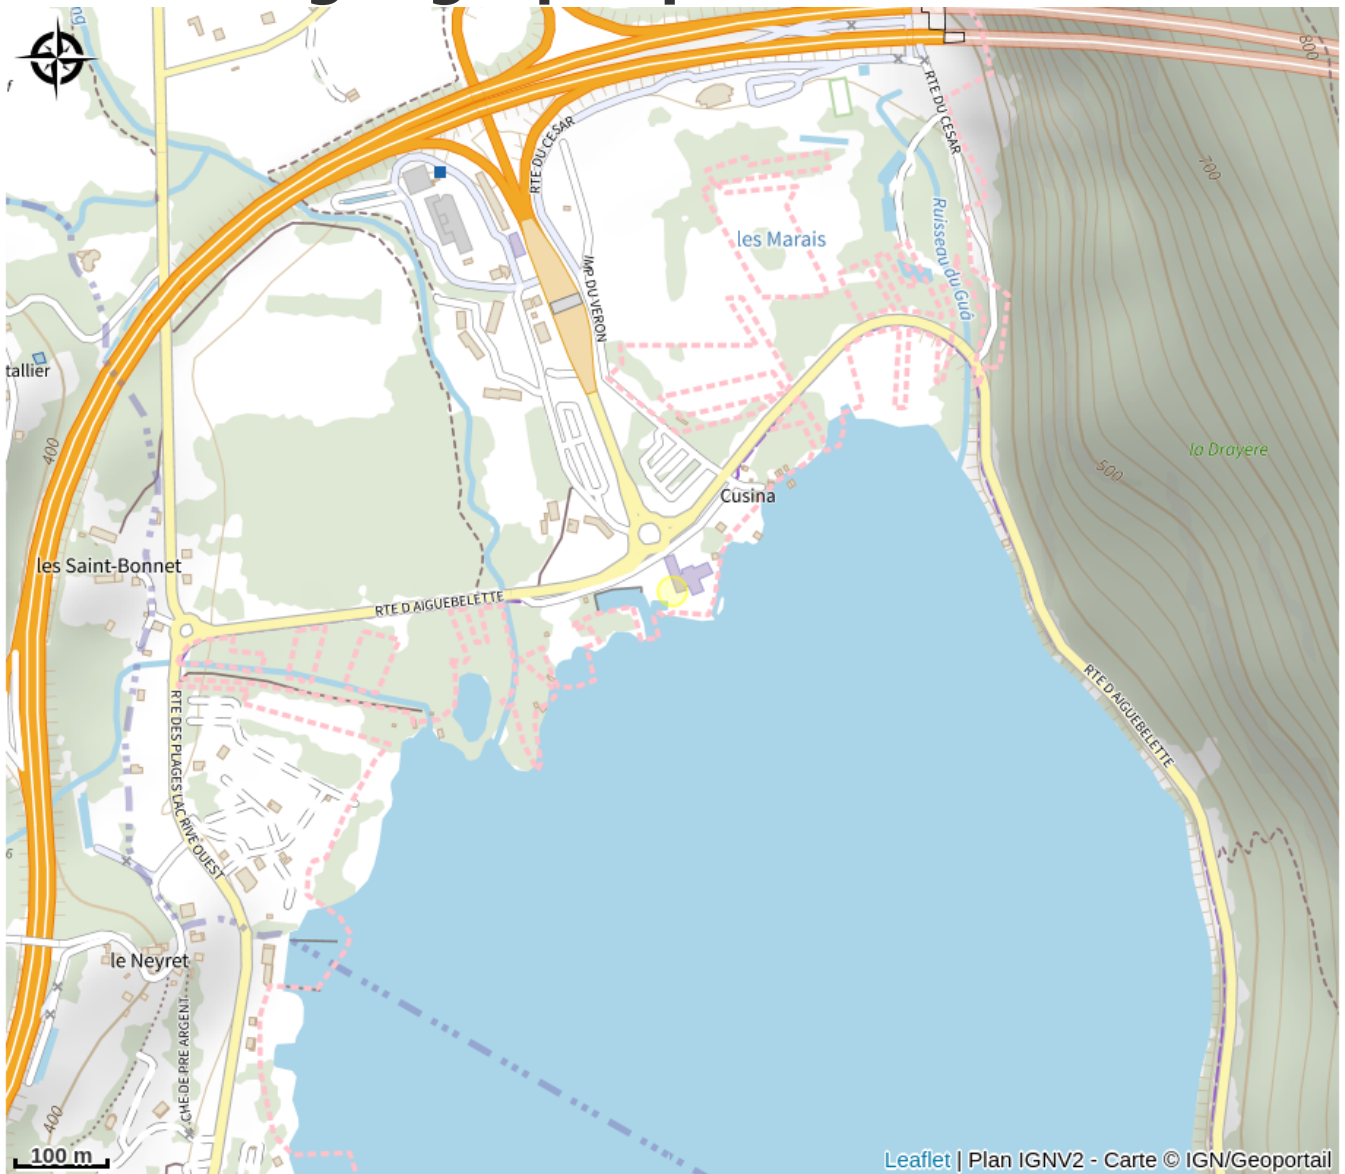 800
RTE DU CESAR
RTE DU CESAR
700
Ruisseau du Guâ
les Marais
IMP DU VERON
tallier
400
la Drayere
500
Cusina
les Saint-Bonnet
RTE D AIGUEBELETTE
RTE D AIGUEBELETTE
RTE DES PLAGES LAC RIVE OUEST
le Neyret
CHE DE PRE ARGENT
400
100 m
Leaflet | Plan IGNV2 - Carte © IGN/Geoportail